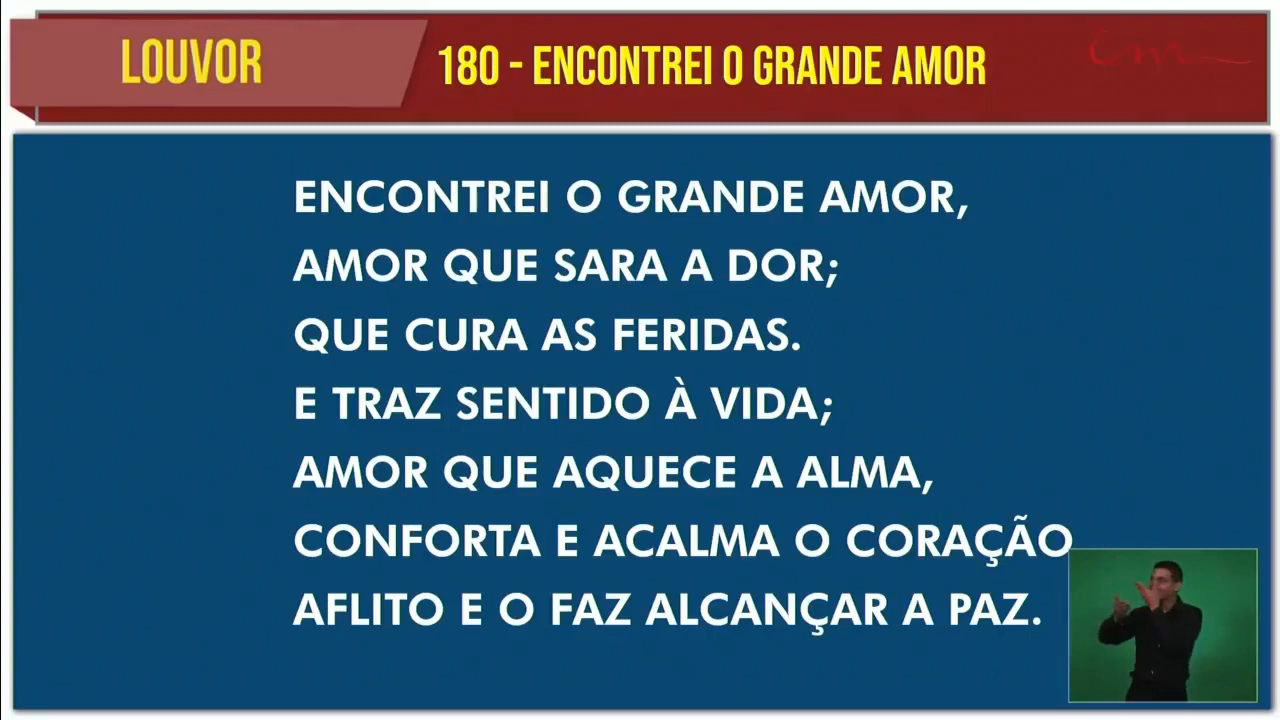 LOUVOR
180 - ENCONTREI O GRANDE AMOR
cm
ENCONTREI O GRANDE AMOR,
AMOR QUE SARA A DOR;
QUE CURA AS FERIDAS.
E TRAZ SENTIDO À VIDA;
AMOR QUE AQUECE A ALMA,
CONFORTA E ACALMA O CORAÇÃO
AFLITO E O FAZ ALCANÇAR A PAZ.